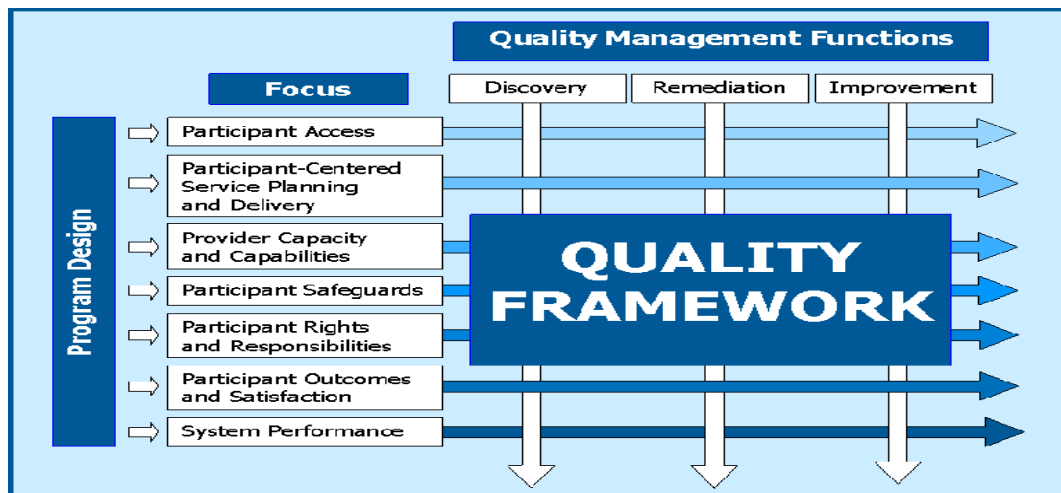 Quality Management Functions
Focus
Discovery
Remediation
Improvement
Program Design
Participant Access
Participant-Centered
Service Planning
and Delivery
Provider Capacity
and Capabilities
Participant Safeguards
Participant Rights
and Responsibilities
Participant Outcomes
and Satisfaction
System Performance
QUALITY
FRAMEWORK